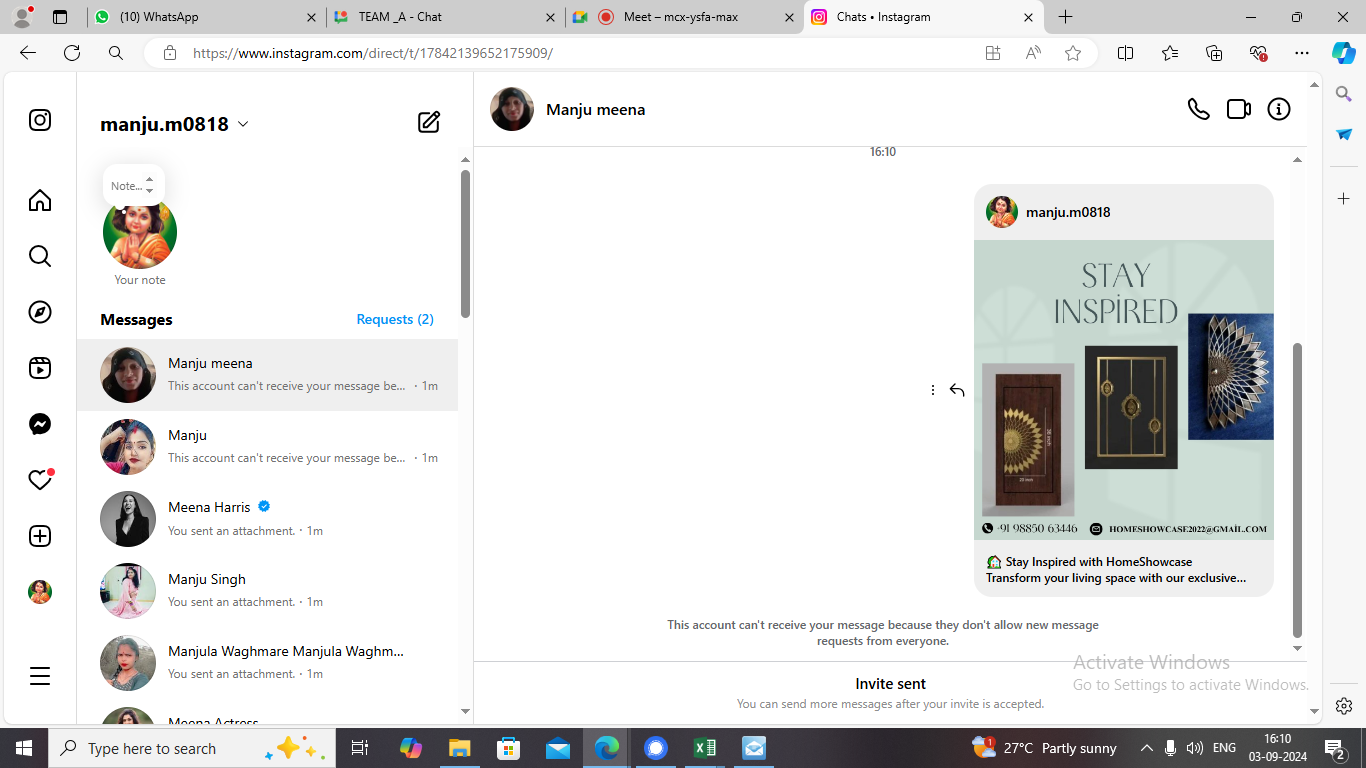 (10) WhatsApp
TEAM _A - Chat
Meet – mcx-ysfa-max
Chats • Instagram
https://www.instagram.com/direct/t/17842139652175909/
manju.m0818
Note...
Your note
Messages
Requests (2)
Manju meena
This account can't receive your message be... · 1m
Manju
This account can't receive your message be... · 1m
Meena Harris
You sent an attachment. · 1m
Manju Singh
You sent an attachment. · 1m
Manjula Waghmare Manjula Waghm...
You sent an attachment. · 1m
Meena Actress
Manju meena
16:10
manju.m0818
STAY
INSPIRED
38 inch
20 inch
+91 98850 63446
HOMESHOWCASE2022@GMAIL.COM
🏡 Stay Inspired with HomeShowcase
Transform your living space with our exclusive...
This account can't receive your message because they don't allow new message
requests from everyone.
Invite sent
You can send more messages after your invite is accepted.
Activate Windows
Go to Settings to activate Windows.
Type here to search
1
27°C Partly sunny
ENG
16:10
03-09-2024
2